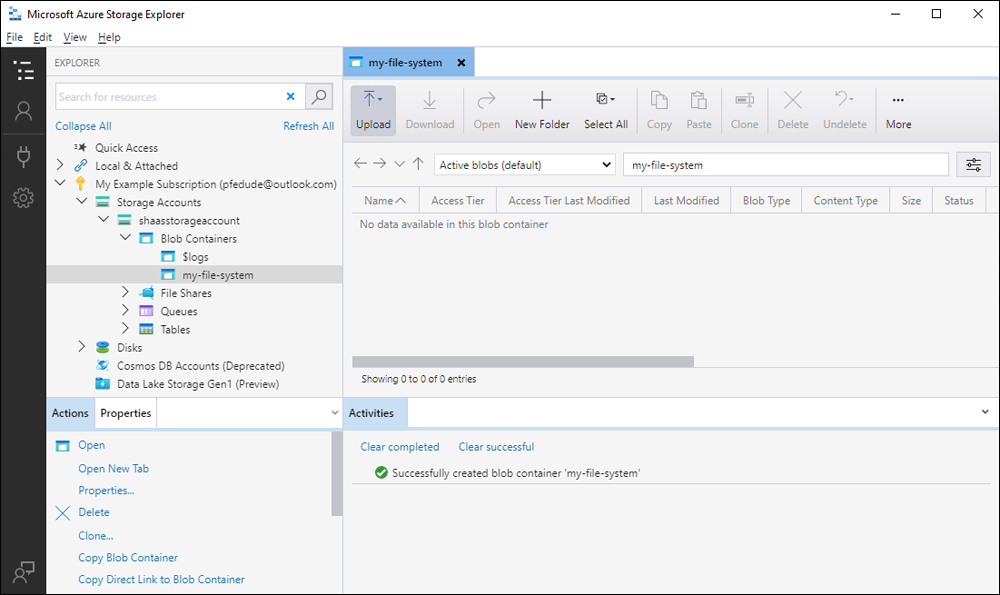 Microsoft Azure Storage Explorer
File Edit View Help
EXPLORER
Search for resources
Collapse All Refresh All
Quick Access
Local & Attached
My Example Subscription (pfedude@outlook.com)
Storage Accounts
shaasstorageaccount
Blob Containers
$logs
my-file-system
File Shares
Queues
Tables
Disks
Cosmos DB Accounts (Deprecated)
Data Lake Storage Gen1 (Preview)
Actions Properties
Open
Open New Tab
Properties...
Delete
Clone...
Copy Blob Container
Copy Direct Link to Blob Container
my-file-system
Upload Download Open New Folder Select All Copy Paste Clone Delete Undelete More
Active blobs (default) my-file-system
Name Access Tier Access Tier Last Modified Last Modified Blob Type Content Type Size Status
No data available in this blob container
Showing 0 to 0 of 0 entries
Activities
Clear completed Clear successful
Successfully created blob container 'my-file-system'